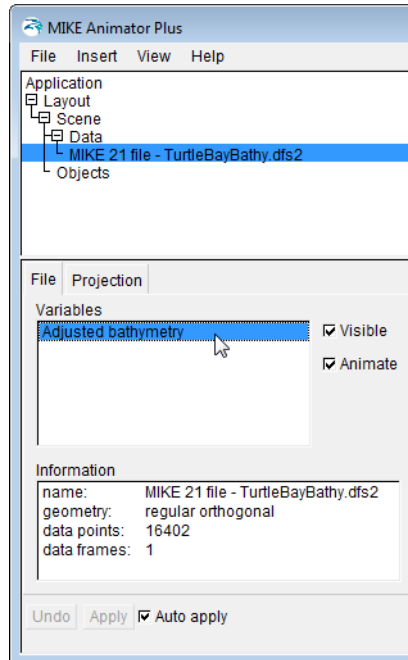 MIKE Animator Plus
File Insert View Help
Application
Layout
Scene
Data
MIKE 21 file - TurtleBayBathy.dfs2
Objects
File Projection
Variables
Adjusted bathymetry
Visible
Animate
Information
name: MIKE 21 file - TurtleBayBathy.dfs2
geometry: regular orthogonal
data points: 16402
data frames: 1
Undo Apply Auto apply